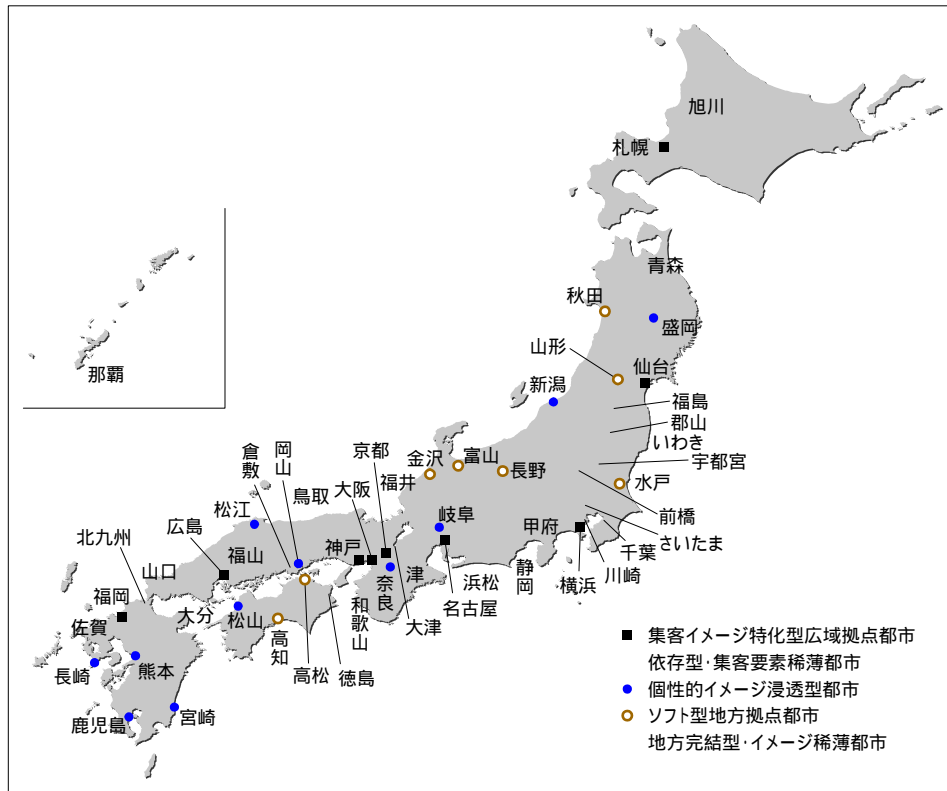 旭川
札幌
青森
秋田
盛岡
山形
仙台
新潟
福島
郡山
いわき
宇都宮
水戸
前橋
さいたま
千葉
川崎
横浜
甲府
長野
富山
金沢
福井
岐阜
静岡
浜松
名古屋
津
大津
京都
大阪
神戸
奈良
和歌山
鳥取
岡山
倉敷
松江
広島
福山
山口
徳島
高松
高知
松山
北九州
福岡
佐賀
大分
長崎
熊本
宮崎
鹿児島
那覇
集客イメージ特化型広域拠点都市
依存型・集客要素稀薄都市
個性的イメージ浸透型都市
ソフト型地方拠点都市
地方完結型・イメージ稀薄都市